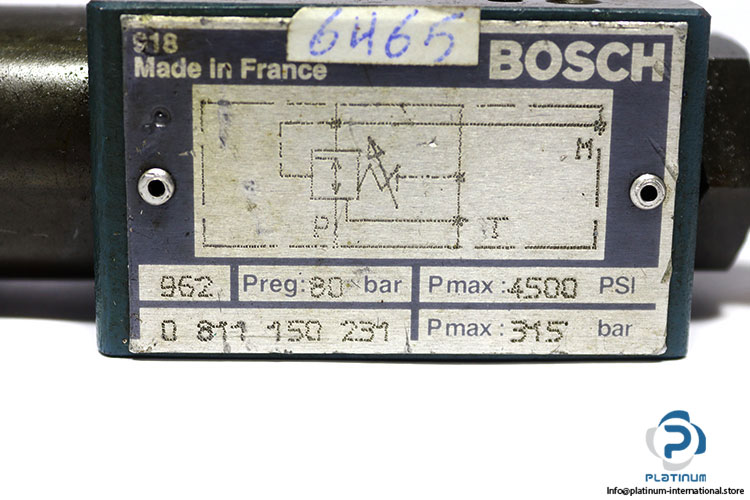 918
6465
Made in France
BOSCH
M
P
T
962
Preg: 80 bar
Pmax: 4500 PSI
0 811 150 231
Pmax: 315 bar
PLATINUM
Info@platinum-international.store